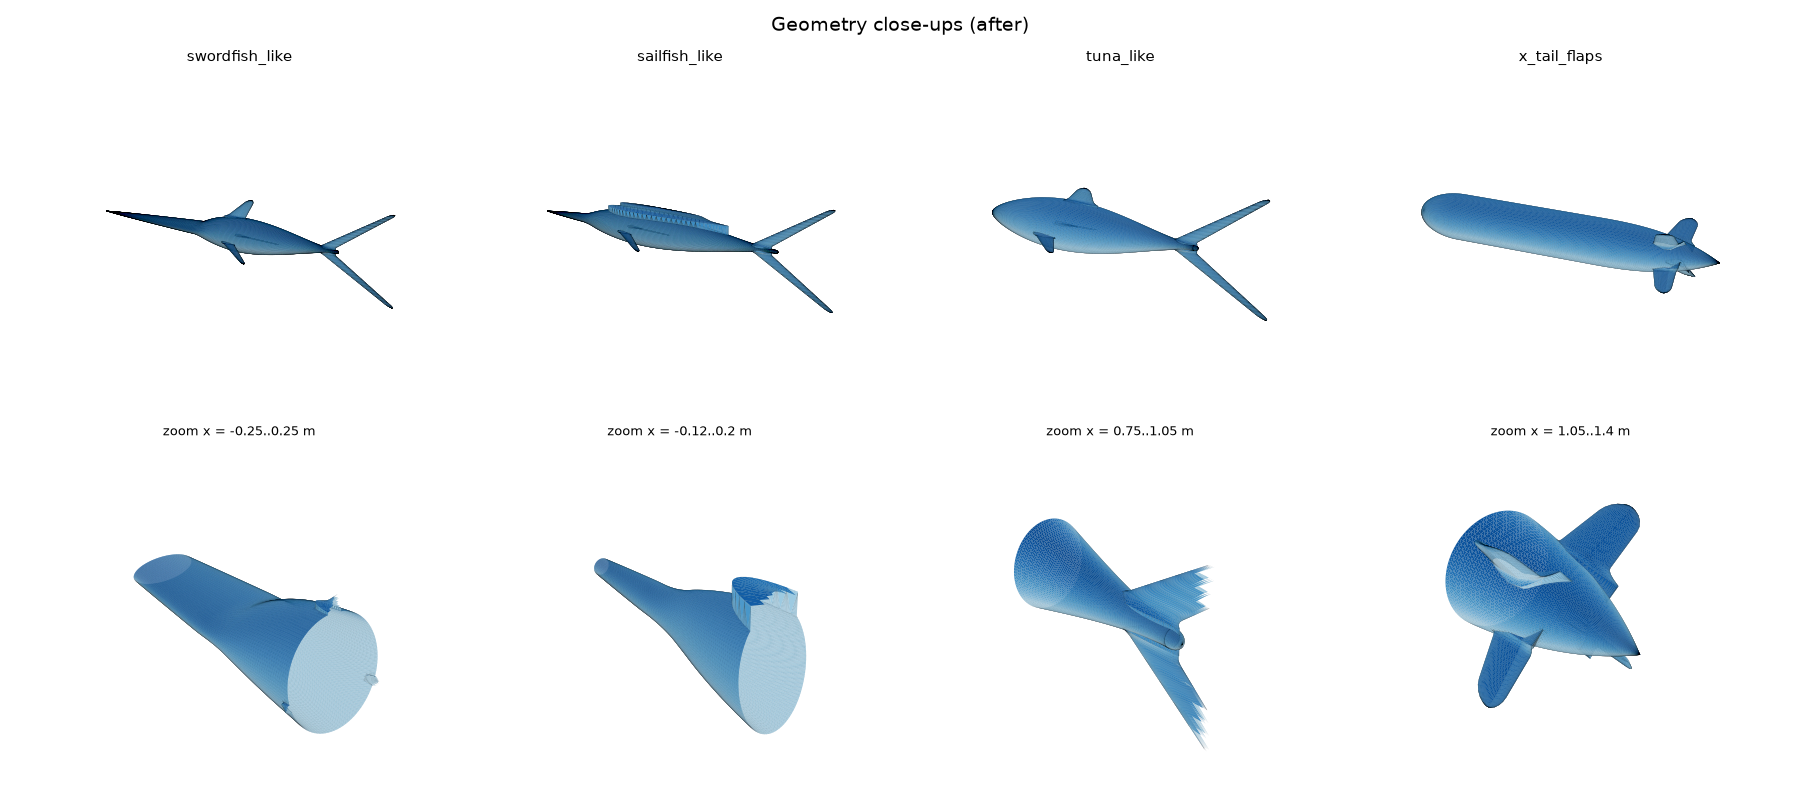 Geometry close-ups (after)
swordfish_like
sailfish_like
tuna_like
x_tail_flaps
zoom x = -0.25..0.25 m
zoom x = -0.12..0.2 m
zoom x = 0.75..1.05 m
zoom x = 1.05..1.4 m